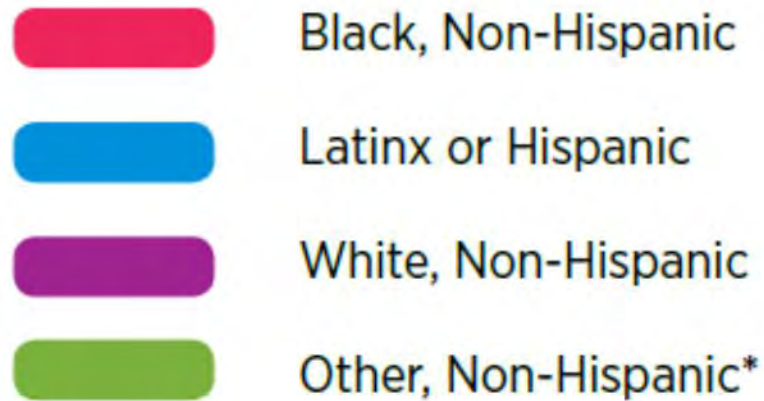 Black, Non-Hispanic
Latinx or Hispanic
White, Non-Hispanic
Other, Non-Hispanic*